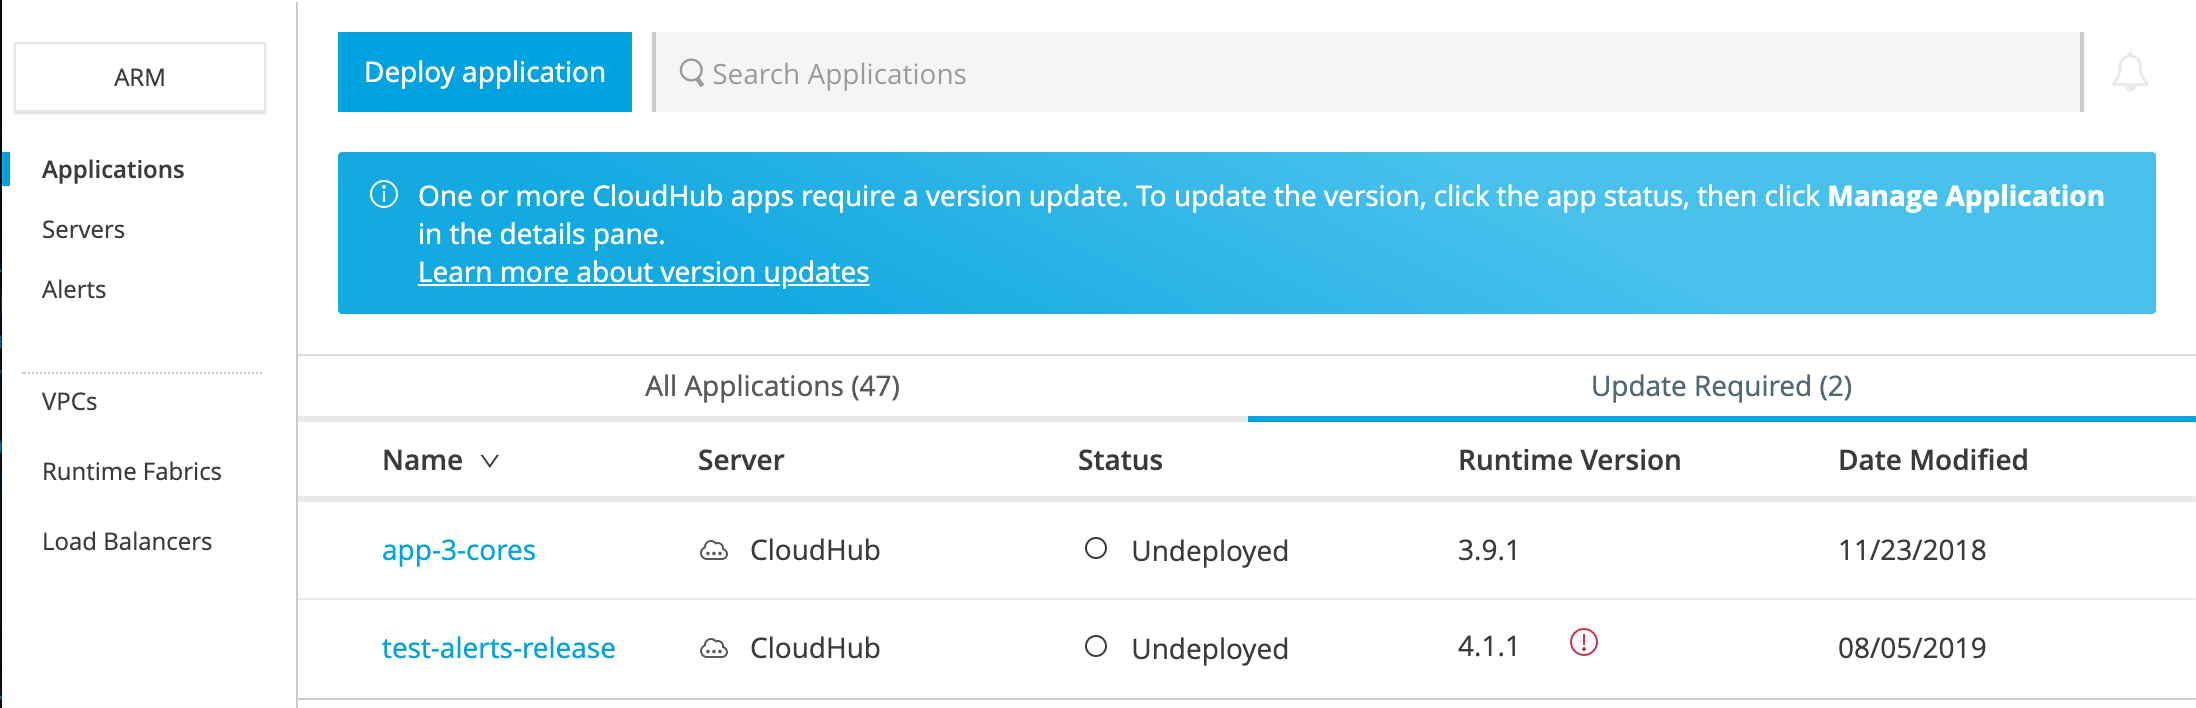 ARM
Applications
Servers
Alerts
VPCs
Runtime Fabrics
Load Balancers
Deploy application
Search Applications
One or more CloudHub apps require a version update. To update the version, click the app status, then click Manage Application
in the details pane.
Learn more about version updates
All Applications (47) Update Required (2)
Name Server Status Runtime Version Date Modified
app-3-cores CloudHub Undeployed 3.9.1 11/23/2018
test-alerts-release CloudHub Undeployed 4.1.1 08/05/2019